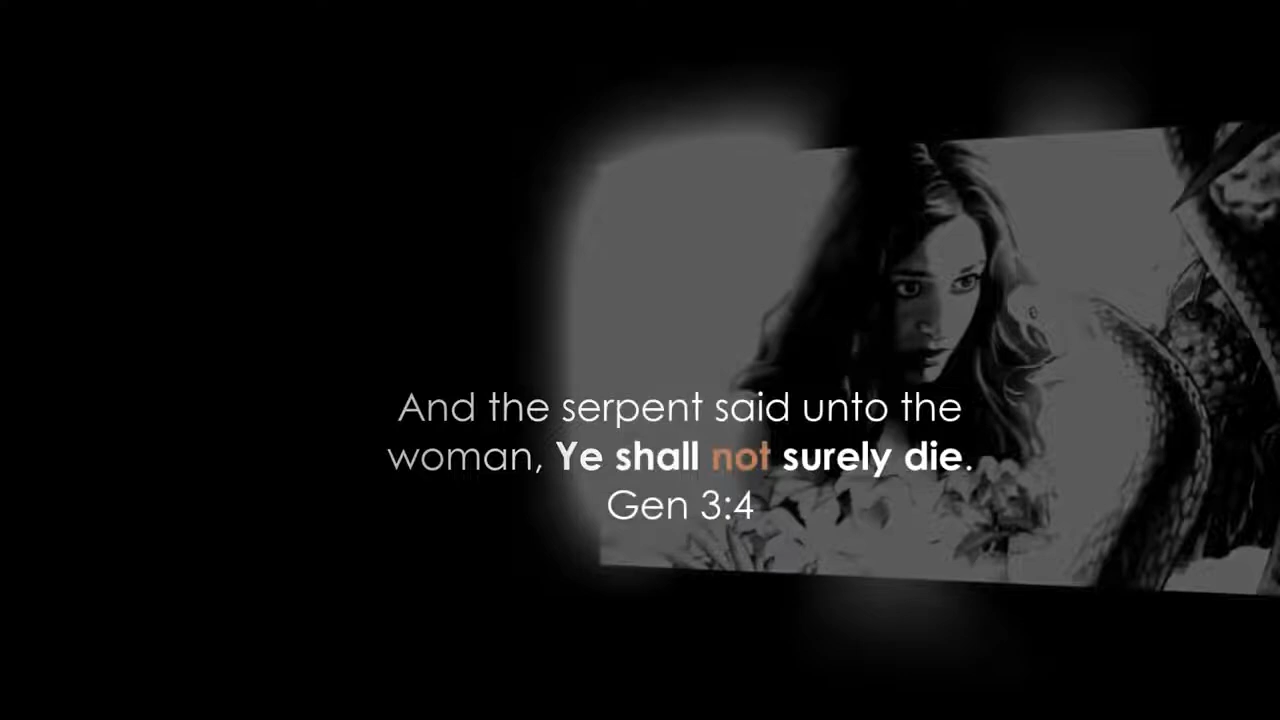 And the serpent said unto the
woman, Ye shall not surely die.
Gen 3:4